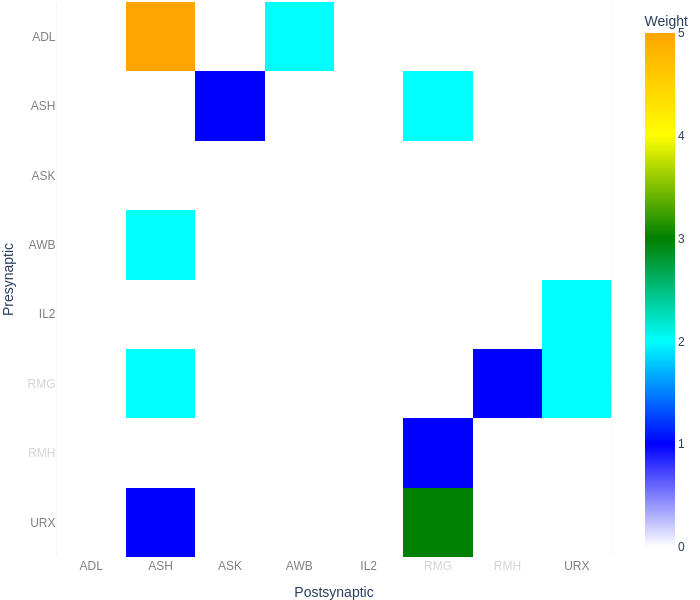 Weight
ADL
ASH
ASK
AWB
IL2
RMG
RMH
URX
Presynaptic
5
4
3
2
1
0
ADL ASH ASK AWB IL2 RMG RMH URX
Postsynaptic